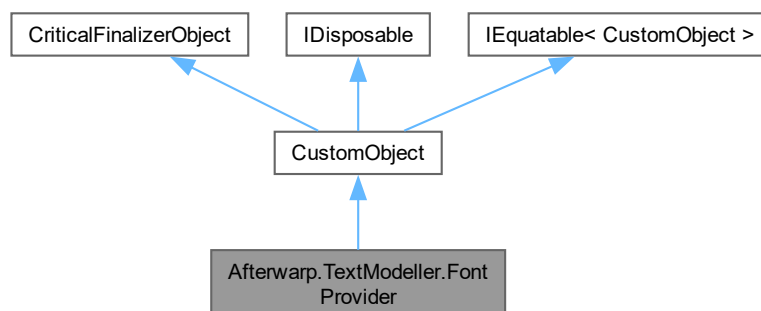 CriticalFinalizerObject
IDisposable
IEquatable< CustomObject >
CustomObject
Afterwarp.TextModeller.Font
Provider